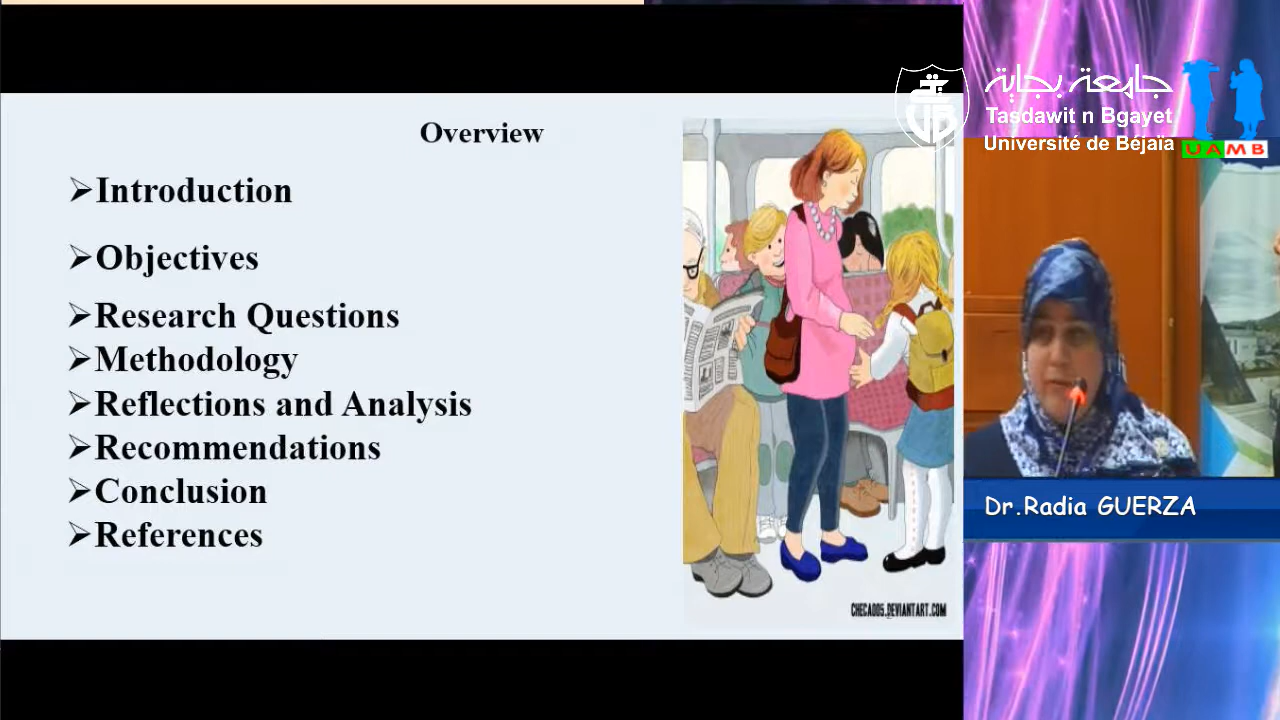 Overview
➢Introduction
➢Objectives
➢Research Questions
➢Methodology
➢Reflections and Analysis
➢Recommendations
➢Conclusion
➢References
CHECA005.DEVIANTART.COM
جامعة بجاية
Tasdawit n Bgayet
Université de Béjaïa
UAMB
Dr.Radia GUERZA